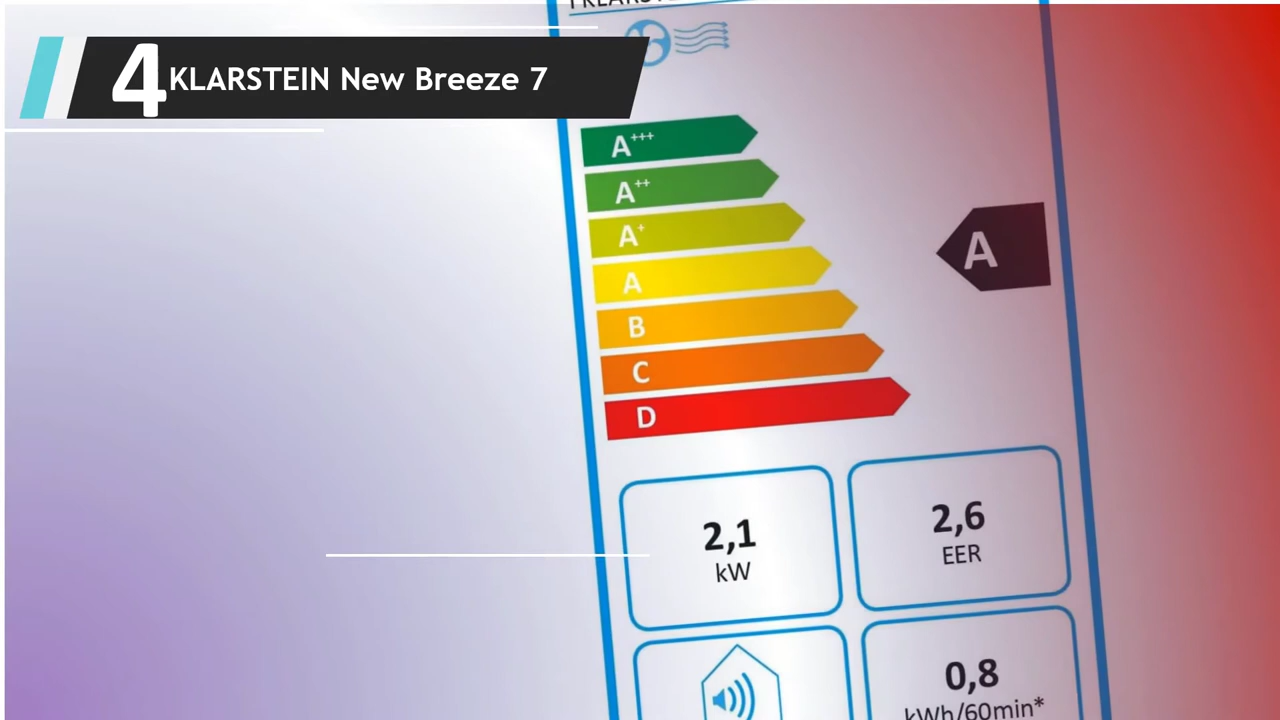 4 KLARSTEIN New Breeze 7
A+++
A++
A+
A
B
C
D
A
2,1
kW
2,6
EER
0,8
kWh/60min*